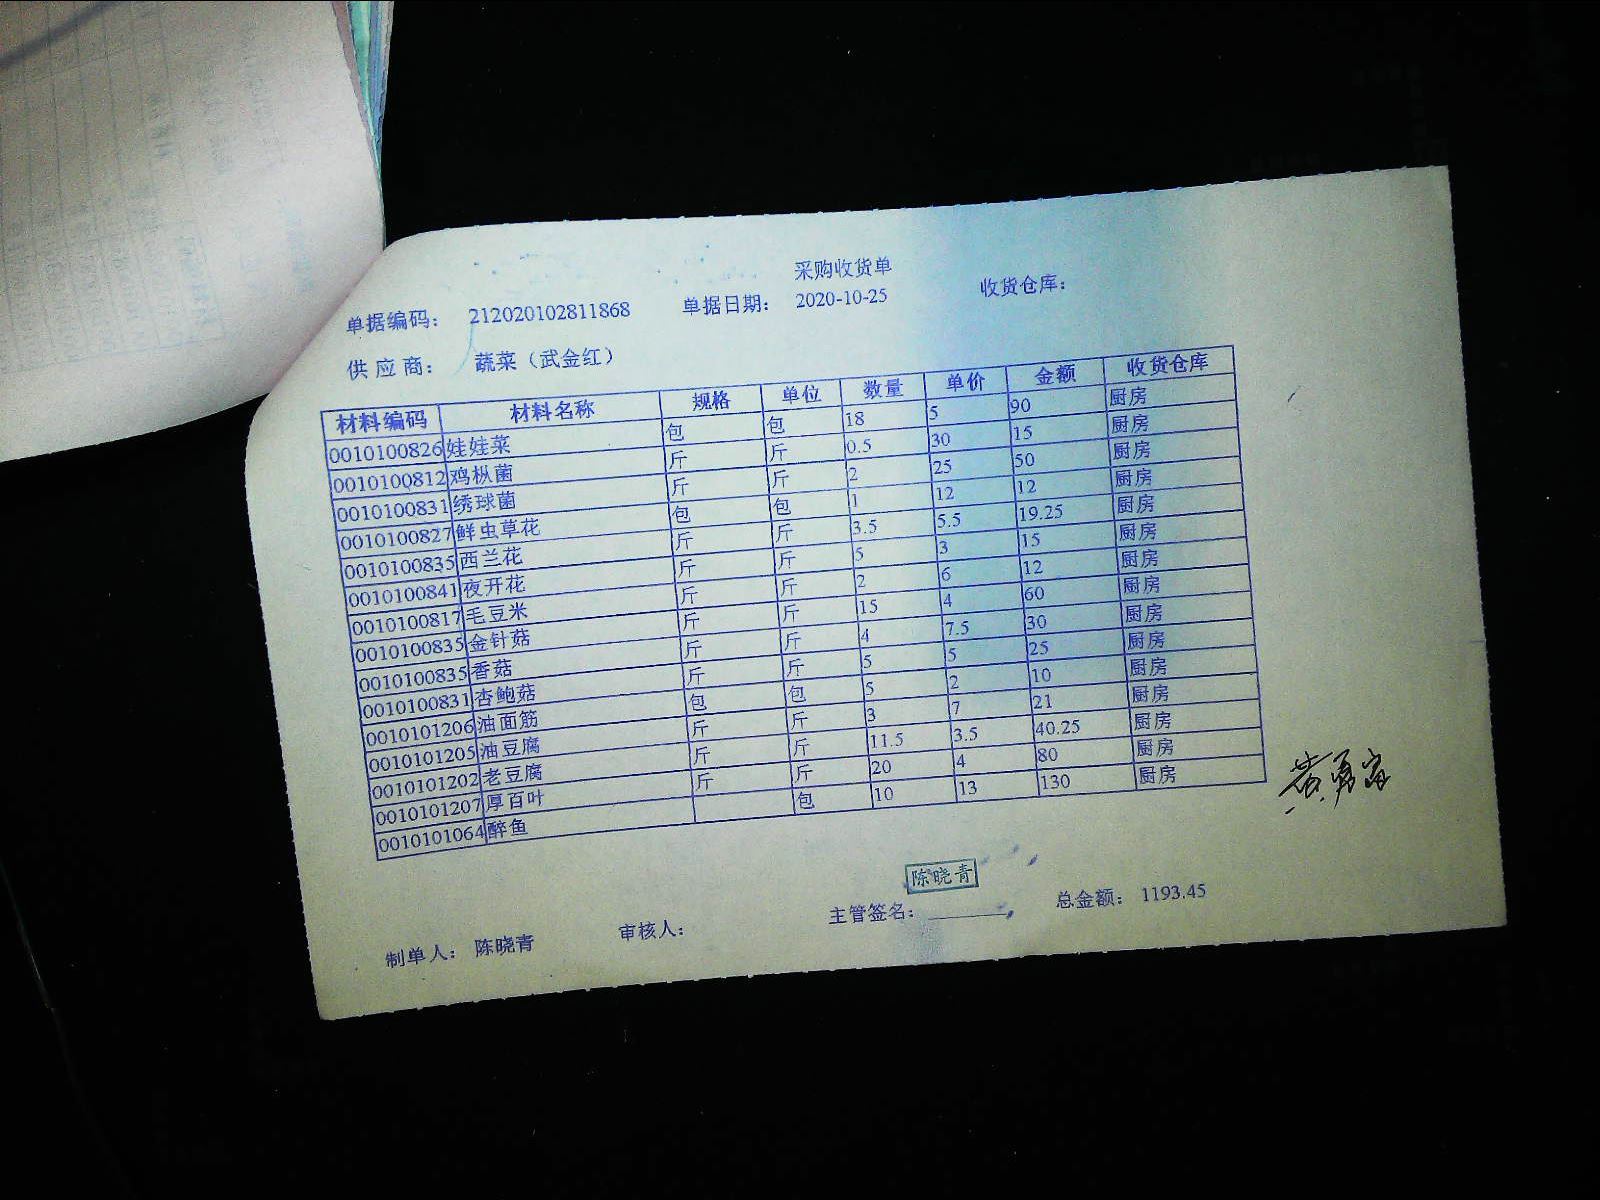 采购收货单
单据编码： 212020102811868 单据日期： 2020-10-25 收货仓库：
供 应 商： 蔬菜（武金红）
材料编码 材料名称 规格 单位 数量 单价 金额 收货仓库
0010100826 娃娃菜 包 包 18 5 90 厨房
0010100812 鸡枞菌 斤 斤 0.5 30 15 厨房
0010100831 绣球菌 斤 斤 2 25 50 厨房
0010100827 鲜虫草花 包 包 1 12 12 厨房
0010100835 西兰花 斤 斤 3.5 5.5 19.25 厨房
0010100841 夜开花 斤 斤 5 3 15 厨房
0010100817 毛豆米 斤 斤 2 6 12 厨房
0010100835 金针菇 斤 斤 15 4 60 厨房
0010100835 香菇 斤 斤 4 7.5 30 厨房
0010100831 杏鲍菇 斤 斤 5 5 25 厨房
0010101206 油面筋 包 包 5 2 10 厨房
0010101205 油豆腐 斤 斤 3 7 21 厨房
0010101202 老豆腐 斤 斤 11.5 3.5 40.25 厨房
0010101207 厚百叶 斤 斤 20 4 80 厨房
0010101064 醉鱼 包 10 13 130 厨房
陈晓青
制单人： 陈晓青 审核人： 主管签名： 总金额： 1193.45